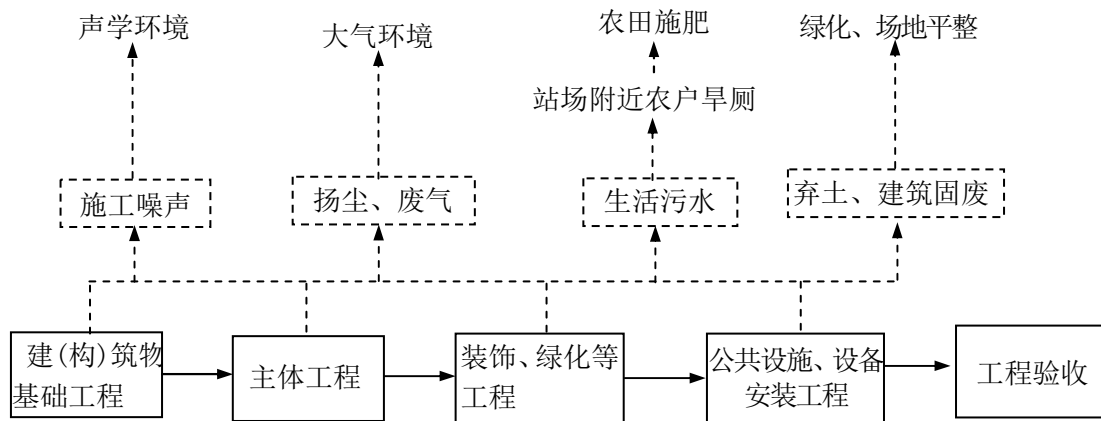 声学环境
大气环境
农田施肥
绿化、场地平整
站场附近农户旱厕
施工噪声
扬尘、废气
生活污水
弃土、建筑固废
建(构)筑物
基础工程
主体工程
装饰、绿化等
工程
公共设施、设备
安装工程
工程验收